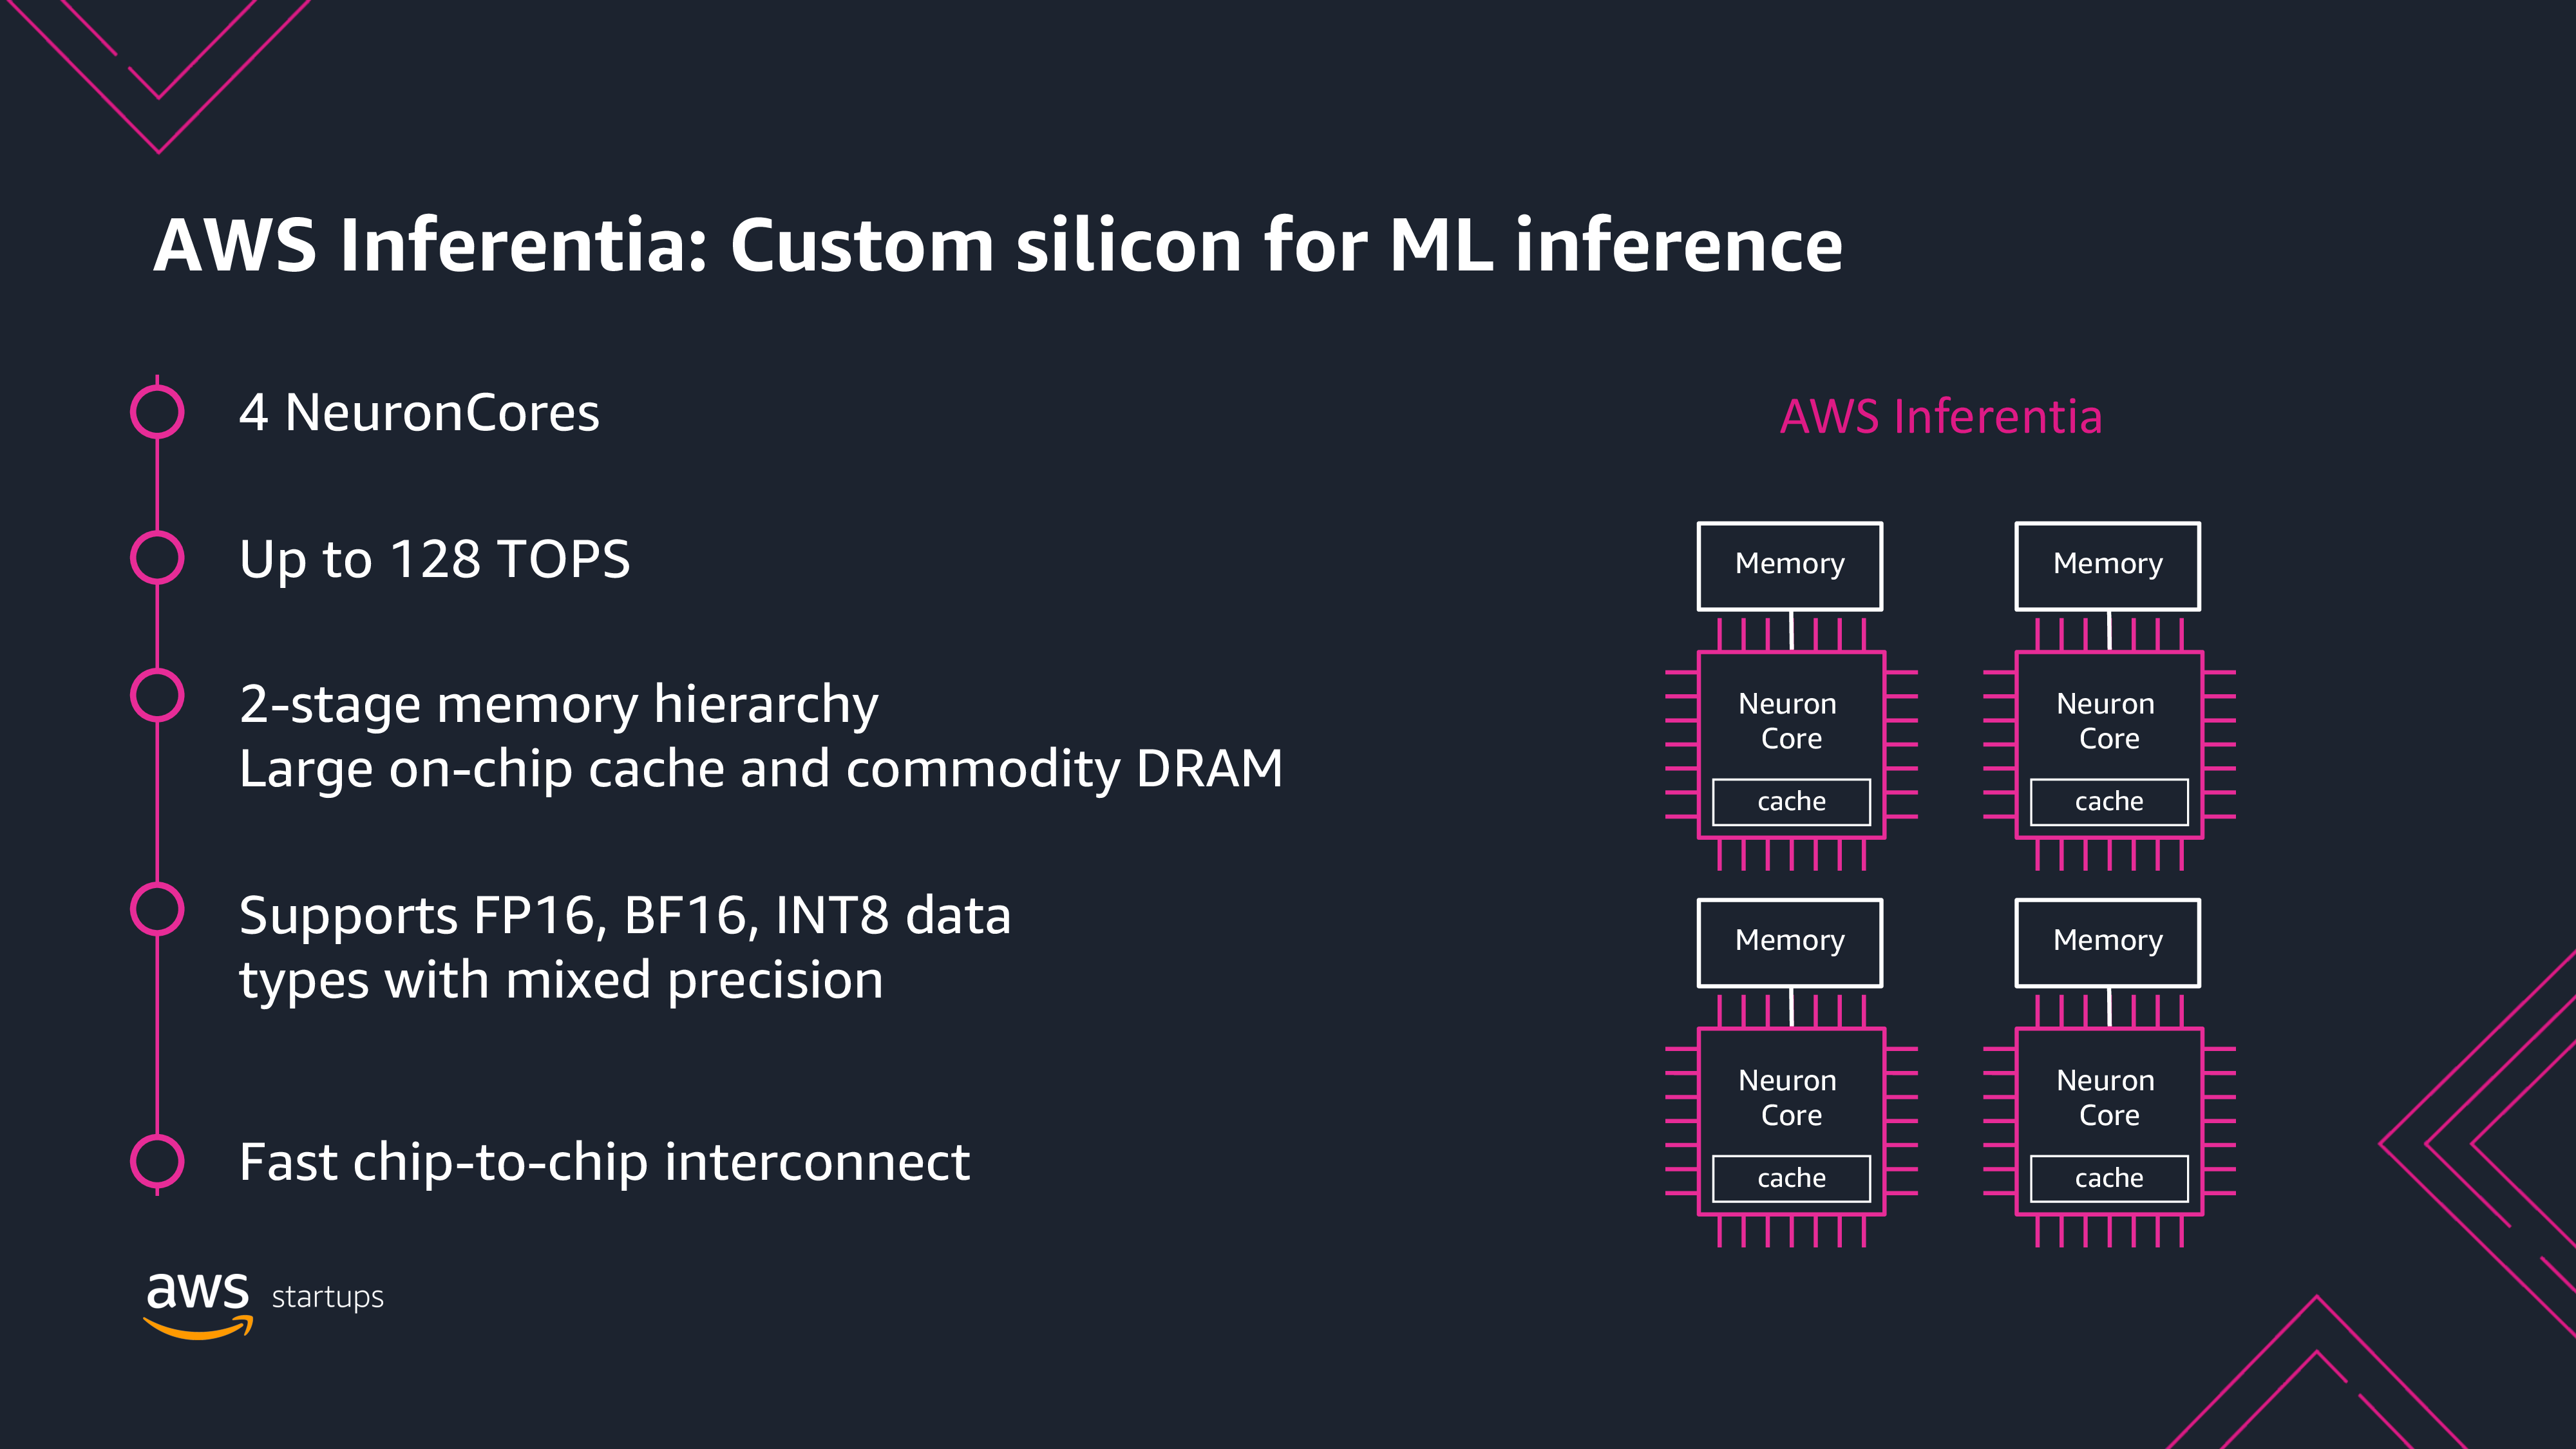 AWS Inferentia: Custom silicon for ML inference
4 NeuronCores
Up to 128 TOPS
2-stage memory hierarchy
Large on-chip cache and commodity DRAM
Supports FP16, BF16, INT8 data
types with mixed precision
Fast chip-to-chip interconnect
AWS Inferentia
Memory
Neuron
Core
cache
Memory
Neuron
Core
cache
Memory
Neuron
Core
cache
Memory
Neuron
Core
cache
aws startups